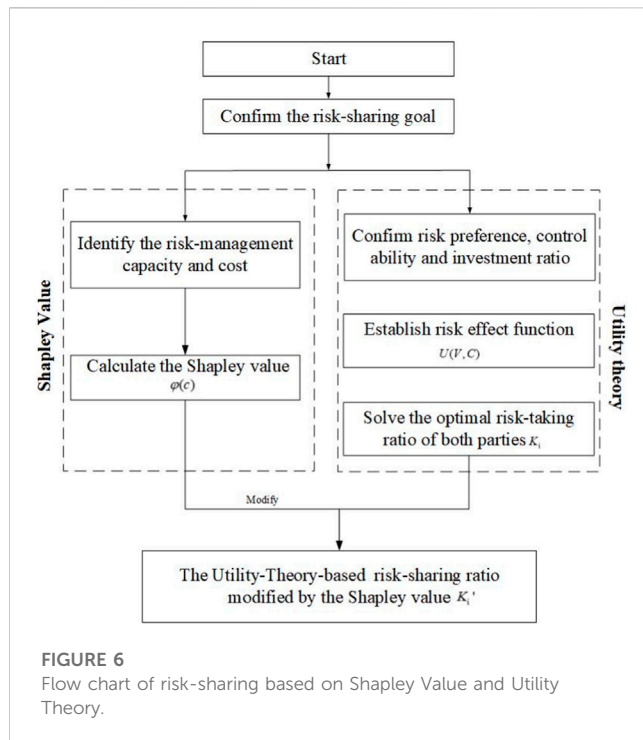 Start
Confirm the risk-sharing goal
Shapley Value
Identify the risk-management
capacity and cost
Calculate the Shapley value
φ(c)
Confirm risk preference, control
ability and investment ratio
Establish risk effect function
U(V,C)
Solve the optimal risk-taking
ratio of both parties Ki
Utility theory
Modify
The Utility-Theory-based risk-sharing ratio
modified by the Shapley value Ki'
FIGURE 6
Flow chart of risk-sharing based on Shapley Value and Utility
Theory.